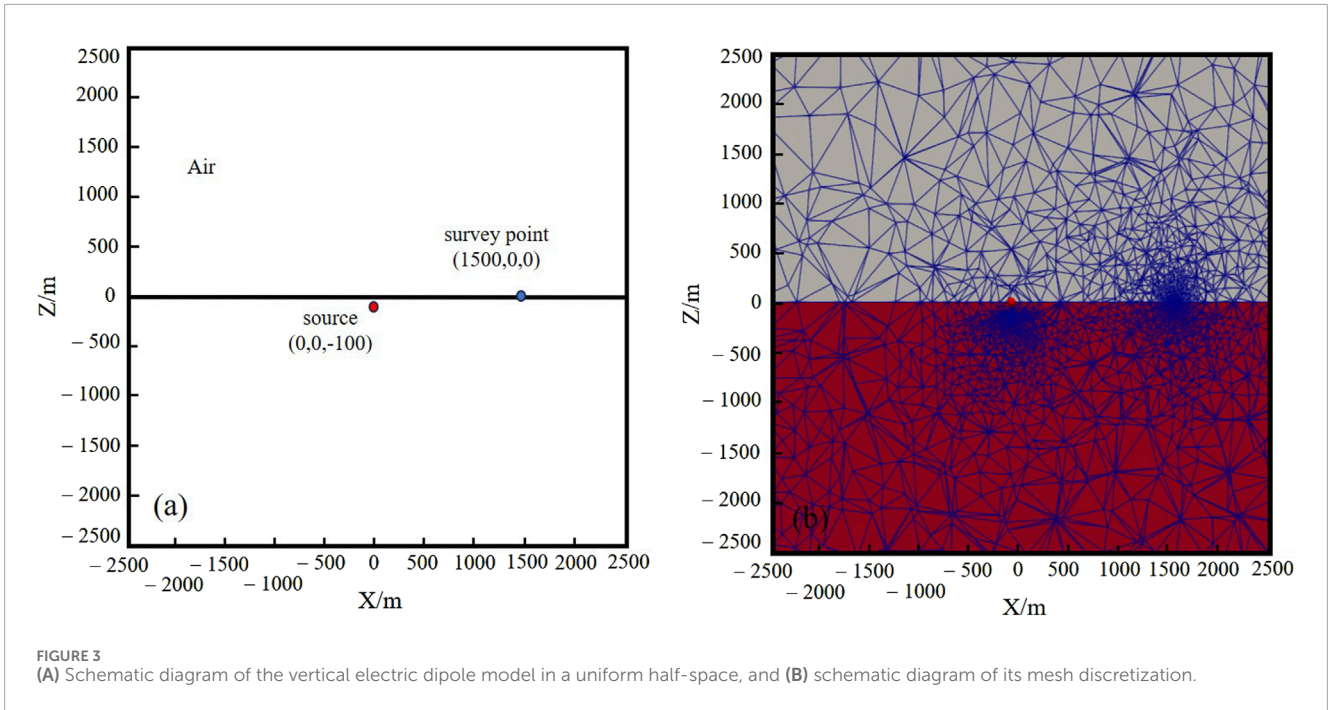 2500
2000
1500
1000
500
0
– 500
– 1000
– 1500
– 2000
– 2500
Z/m
Air
survey point
(1500,0,0)
source
(0,0,-100)
(a)
– 2500 – 1500 – 500 0 500 1000 1500 2000 2500
– 2000 – 1000
X/m
2500
2000
1500
1000
500
0
– 500
– 1000
– 1500
– 2000
– 2500
Z/m
(b)
– 2500 – 1500 –500 0 500 1000 1500 2000 2500
– 2000 – 1000
X/m
FIGURE 3
(A) Schematic diagram of the vertical electric dipole model in a uniform half-space, and (B) schematic diagram of its mesh discretization.